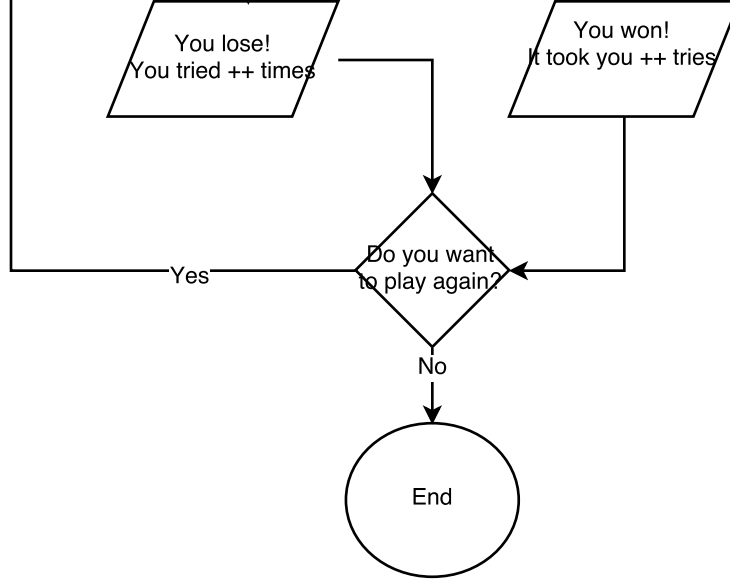 You lose!
You tried ++ times
You won!
It took you ++ tries
Do you want
to play again?
Yes
No
End